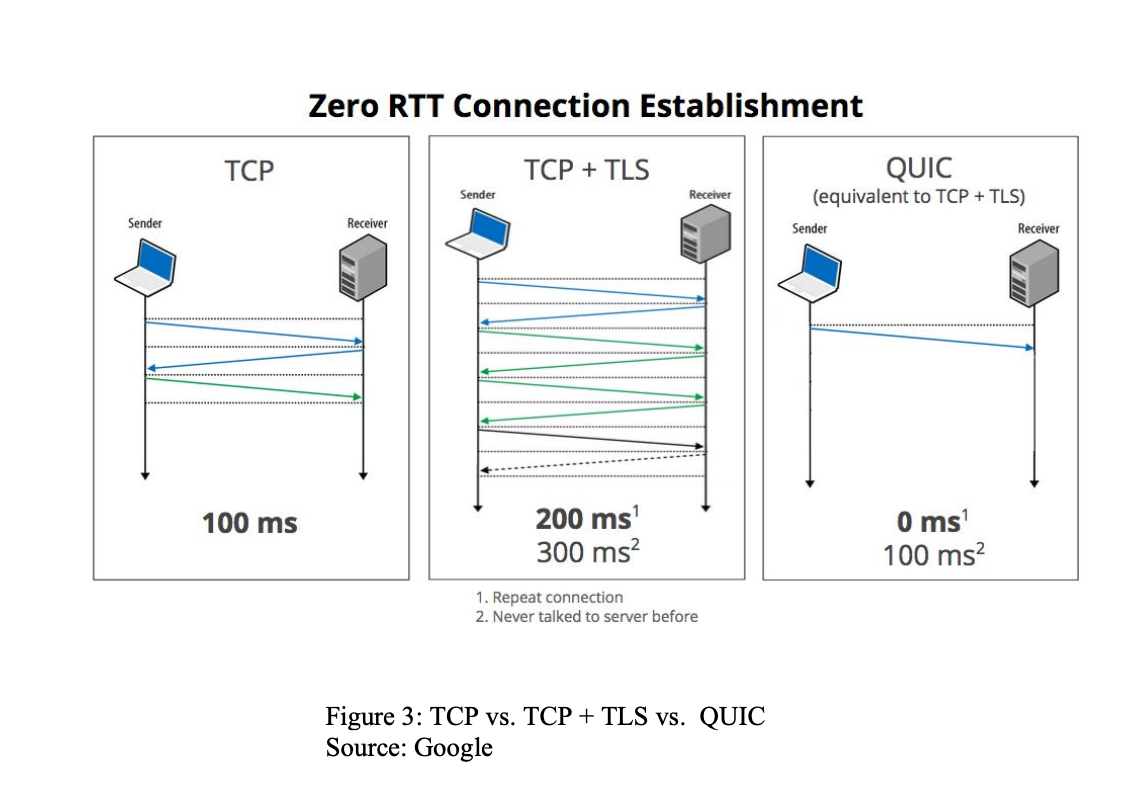 Zero RTT Connection Establishment
TCP
Sender
Receiver
100 ms
TCP + TLS
Sender
Receiver
200 ms¹
300 ms²
QUIC
(equivalent to TCP + TLS)
Sender
Receiver
0 ms¹
100 ms²
1. Repeat connection
2. Never talked to server before
Figure 3: TCP vs. TCP + TLS vs.  QUIC
Source: Google